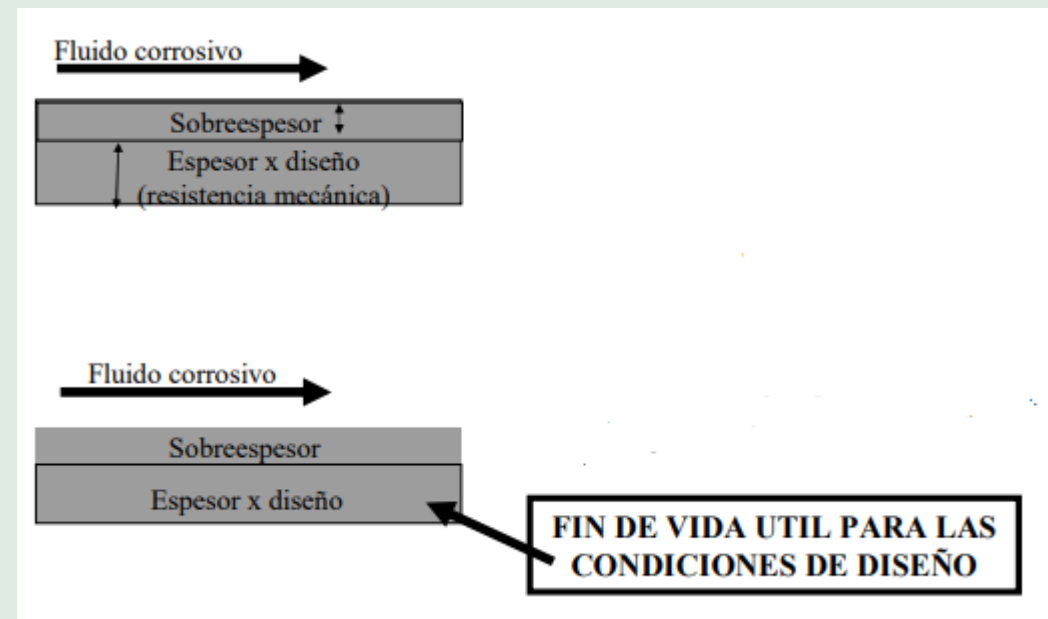 Fluido corrosivo
Sobreespesor
Espesor x diseño
(resistencia mecánica)
Fluido corrosivo
Sobreespesor
Espesor x diseño
FIN DE VIDA UTIL PARA LAS
CONDICIONES DE DISEÑO